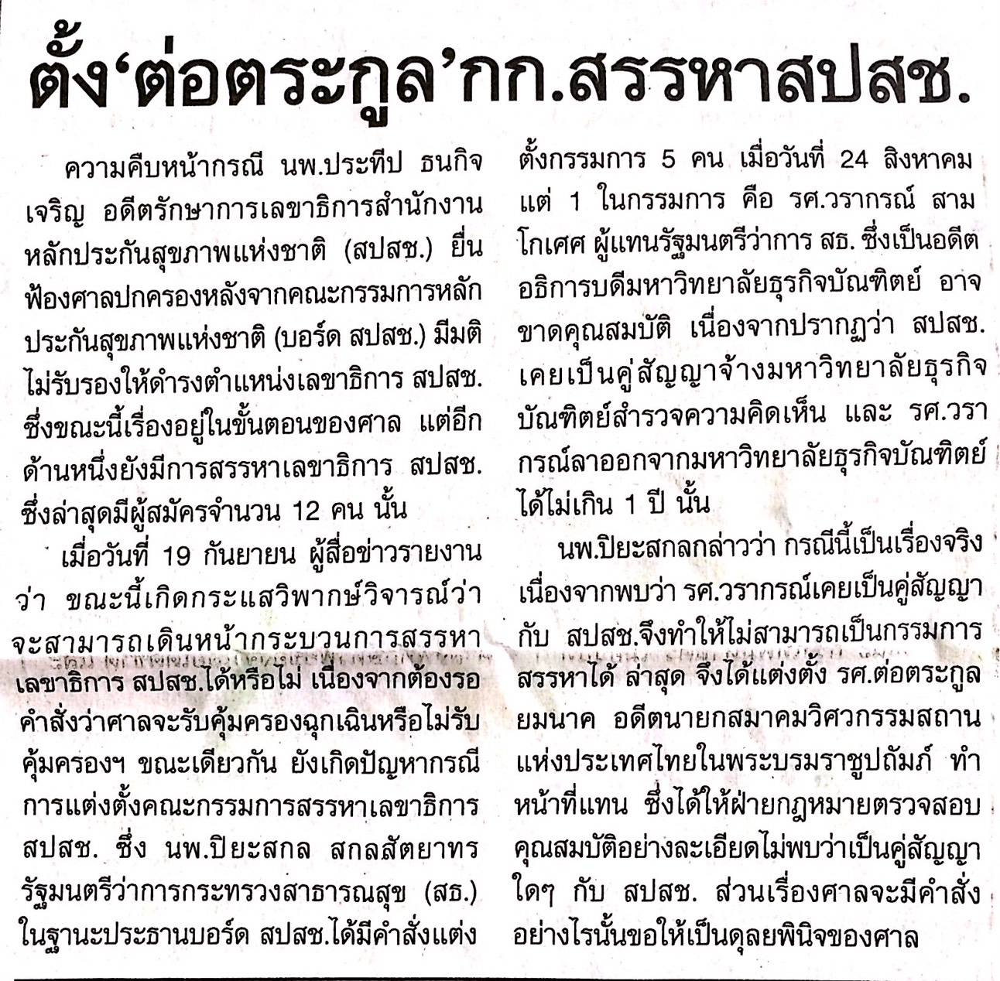 ตั้ง‘ต่อตระกูล’กก.สรรหาสปสช.
ความคืบหน้ากรณี นพ.ประทีป ธนกิจ
เจริญ อดีตรักษาการเลขาธิการสำนักงาน
หลักประกันสุขภาพแห่งชาติ (สปสช.) ยื่น
ฟ้องศาลปกครองหลังจากคณะกรรมการหลัก
ประกันสุขภาพแห่งชาติ (บอร์ด สปสช.) มีมติ
ไม่รับรองให้ดำรงตำแหน่งเลขาธิการ สปสช.
ซึ่งขณะนี้เรื่องอยู่ในขั้นตอนของศาล แต่อีก
ด้านหนึ่งยังมีการสรรหาเลขาธิการ สปสช.
ซึ่งล่าสุดมีผู้สมัครจำนวน 12 คน นั้น
เมื่อวันที่ 19 กันยายน ผู้สื่อข่าวรายงาน
ว่า ขณะนี้เกิดกระแสวิพากษ์วิจารณ์ว่า
จะสามารถเดินหน้ากระบวนการสรรหา
เลขาธิการ สปสช.ได้หรือไม่ เนื่องจากต้องรอ
คำสั่งว่าศาลจะรับคุ้มครองฉุกเฉินหรือไม่รับ
คุ้มครองฯ ขณะเดียวกัน ยังเกิดปัญหากรณี
การแต่งตั้งคณะกรรมการสรรหาเลขาธิการ
สปสช. ซึ่ง นพ.ปิยะสกล สกลสัตยาทร
รัฐมนตรีว่าการกระทรวงสาธารณสุข (สธ.)
ในฐานะประธานบอร์ด สปสช.ได้มีคำสั่งแต่ง
ตั้งกรรมการ 5 คน เมื่อวันที่ 24 สิงหาคม
แต่ 1 ในกรรมการ คือ รศ.วรากรณ์ สาม
โกเศศ ผู้แทนรัฐมนตรีว่าการ สธ. ซึ่งเป็นอดีต
อธิการบดีมหาวิทยาลัยธุรกิจบัณฑิตย์ อาจ
ขาดคุณสมบัติ เนื่องจากปรากฏว่า สปสช.
เคยเป็นคู่สัญญาจ้างมหาวิทยาลัยธุรกิจ
บัณฑิตย์สำรวจความคิดเห็น และ รศ.วรา
กรณ์ลาออกจากมหาวิทยาลัยธุรกิจบัณฑิตย์
ได้ไม่เกิน 1 ปี นั้น
นพ.ปิยะสกลกล่าวว่า กรณีนี้เป็นเรื่องจริง
เนื่องจากพบว่า รศ.วรากรณ์เคยเป็นคู่สัญญา
กับ สปสช.จึงทำให้ไม่สามารถเป็นกรรมการ
สรรหาได้ ล่าสุด จึงได้แต่งตั้ง รศ.ต่อตระกูล
ยมนาค อดีตนายกสมาคมวิศวกรรมสถาน
แห่งประเทศไทยในพระบรมราชูปถัมภ์ ทำ
หน้าที่แทน ซึ่งได้ให้ฝ่ายกฎหมายตรวจสอบ
คุณสมบัติอย่างละเอียดไม่พบว่าเป็นคู่สัญญา
ใดๆ กับ สปสช. ส่วนเรื่องศาลจะมีคำสั่ง
อย่างไรนั้นขอให้เป็นดุลยพินิจของศาล